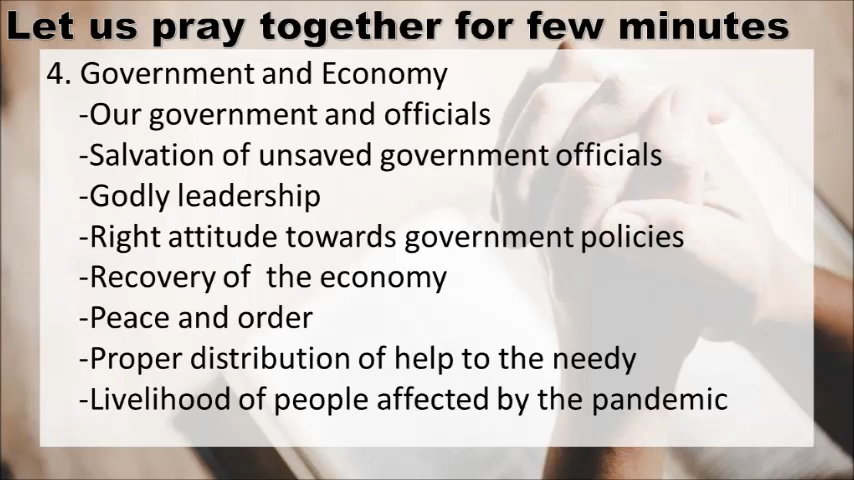 Let us pray together for few minutes
4. Government and Economy
-Our government and officials
-Salvation of unsaved government officials
-Godly leadership
-Right attitude towards government policies
-Recovery of  the economy
-Peace and order
-Proper distribution of help to the needy
-Livelihood of people affected by the pandemic